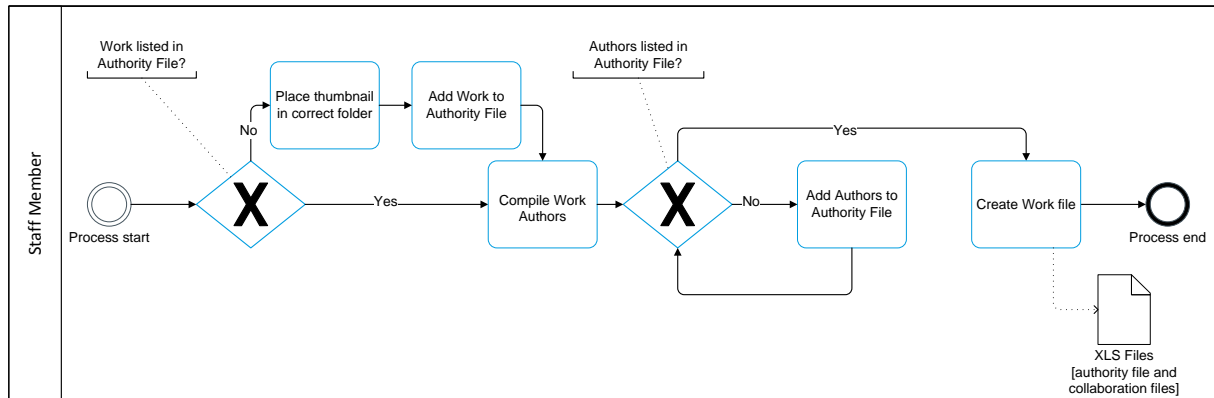 Staff Member
Process start
Work listed in
Authority File?
X
No
Yes
Place thumbnail
in correct folder
Add Work to
Authority File
Compile Work
Authors
Authors listed in
Authority File?
X
Yes
No
Add Authors to
Authority File
Create Work file
Process end
XLS Files
[authority file and
collaboration files]